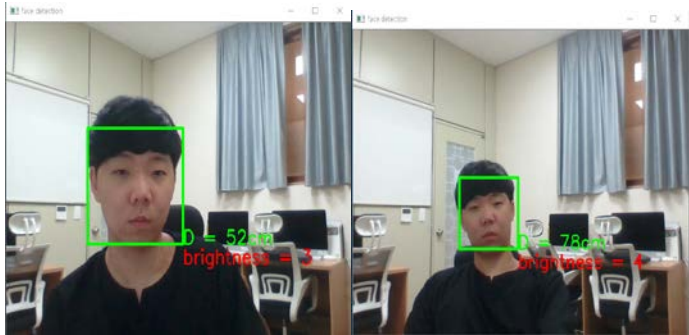 face detection
D = 52cm
brightness = 3
face detection
D = 78cm
brightness = 4